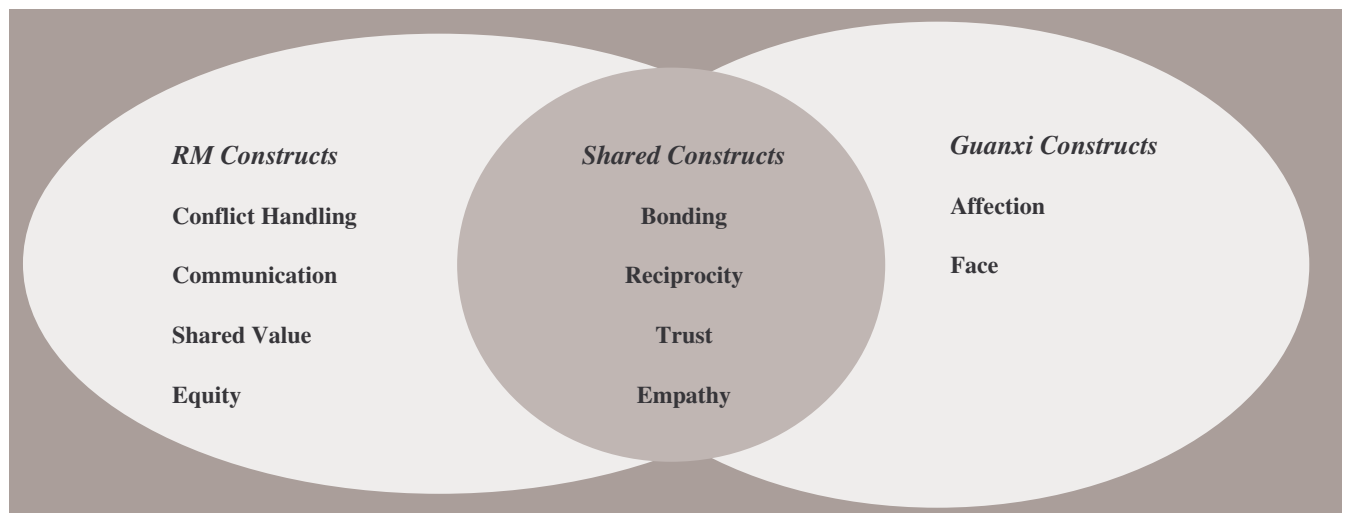 RM Constructs
Conflict Handling
Communication
Shared Value
Equity
Shared Constructs
Bonding
Reciprocity
Trust
Empathy
Guanxi Constructs
Affection
Face